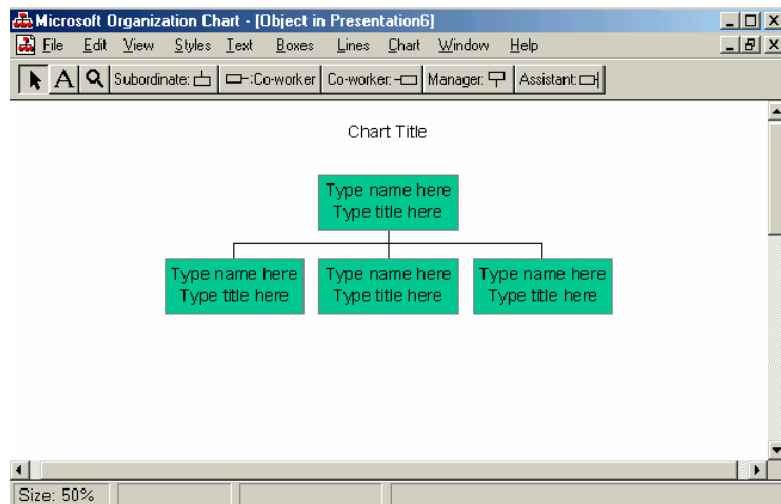 Microsoft Organization Chart - [Object in Presentation6]
File Edit View Styles Text Boxes Lines Chart Window Help
A Subordinate: :Co-worker Co-worker: Manager: Assistant:
Chart Title
Type name here
Type title here
Type name here Type name here Type name here
Type title here Type title here Type title here
Size: 50%